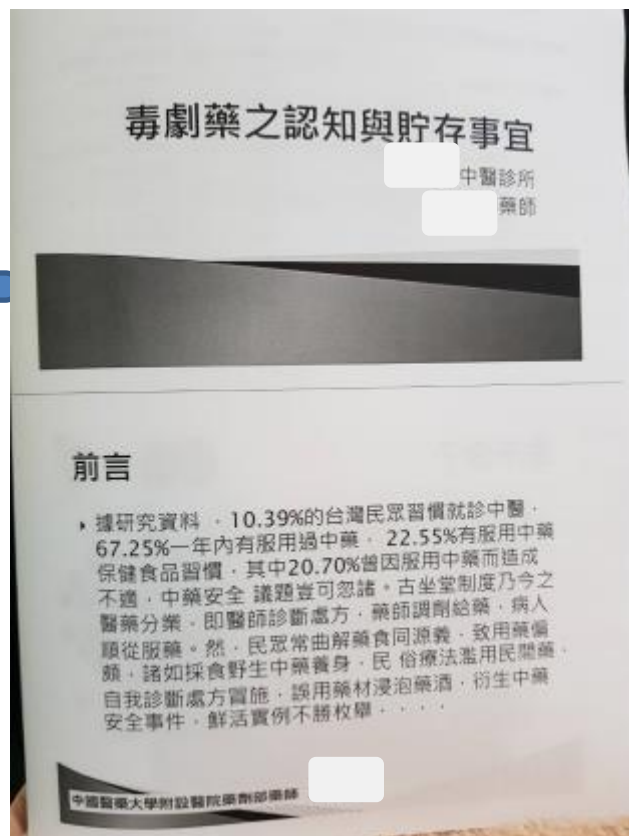 毒劇藥之認知與貯存事宜
中醫診所
藥師
前言
據研究資料，10.39%的台灣民眾習慣就診中醫，
67.25%一年內有服用過中藥，22.55%有服用中藥
保健食品習慣，其中20.70%曾因服用中藥而造成
不適，中藥安全 議題豈可忽諸。古坐堂制度乃今之
醫藥分業，即醫師診斷處方，藥師調劑給藥，病人
順從服藥。然，民眾常曲解藥食同源義，致用藥偏
頗，諸如採食野生中藥養身，民 俗療法濫用民間藥，
自我診斷處方冒施，誤用藥材浸泡藥酒，衍生中藥
安全事件，鮮活實例不勝枚舉．．．．
中國醫藥大學附設醫院藥劑部藥師